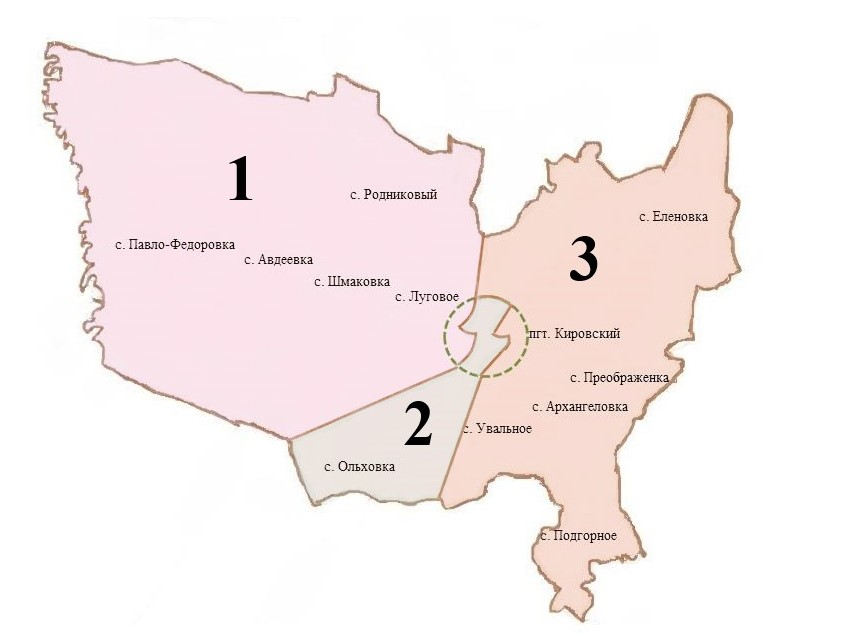 1
с. Родниковый
с. Еленовка
с. Павло-Федоровка
с. Авдеевка
3
с. Шмаковка
с. Луговое
пгт. Кировский
с. Преображенка
с. Архангеловка
2
с. Увальное
с. Ольховка
с. Подгорное